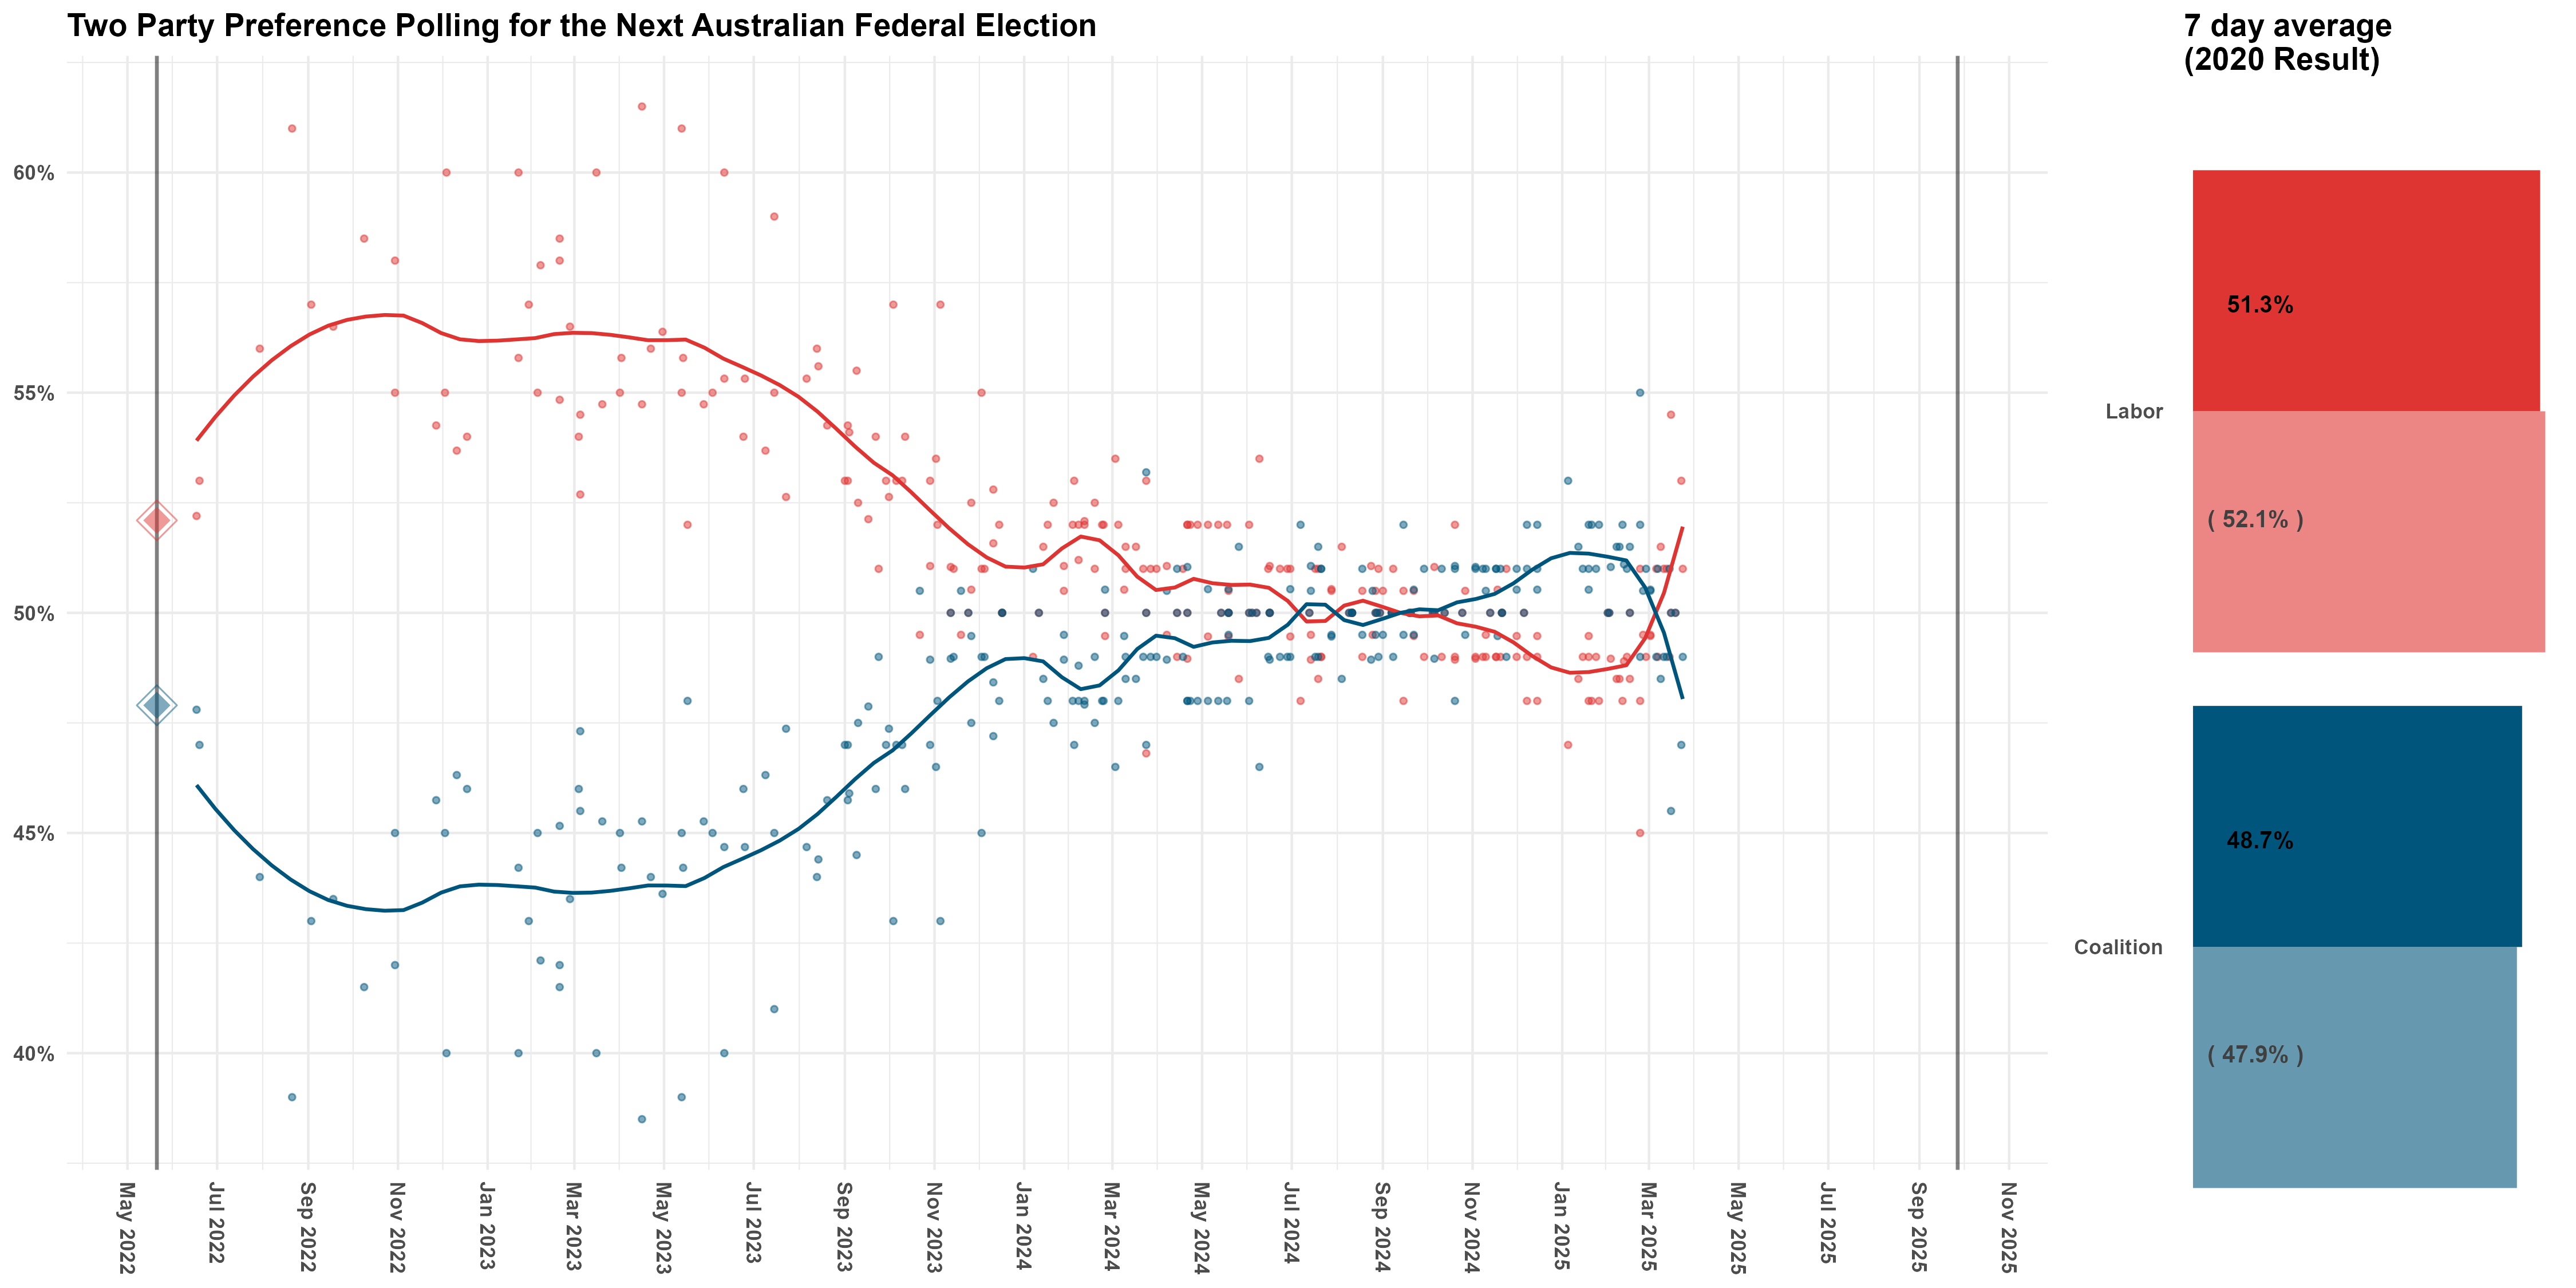 Two Party Preference Polling for the Next Australian Federal Election
7 day average
(2020 Result)
60%
55%
50%
45%
40%
May 2022
Jul 2022
Sep 2022
Nov 2022
Jan 2023
Mar 2023
May 2023
Jul 2023
Sep 2023
Nov 2023
Jan 2024
Mar 2024
May 2024
Jul 2024
Sep 2024
Nov 2024
Jan 2025
Mar 2025
May 2025
Jul 2025
Sep 2025
Nov 2025
Labor
51.3%
( 52.1% )
Coalition
48.7%
( 47.9% )